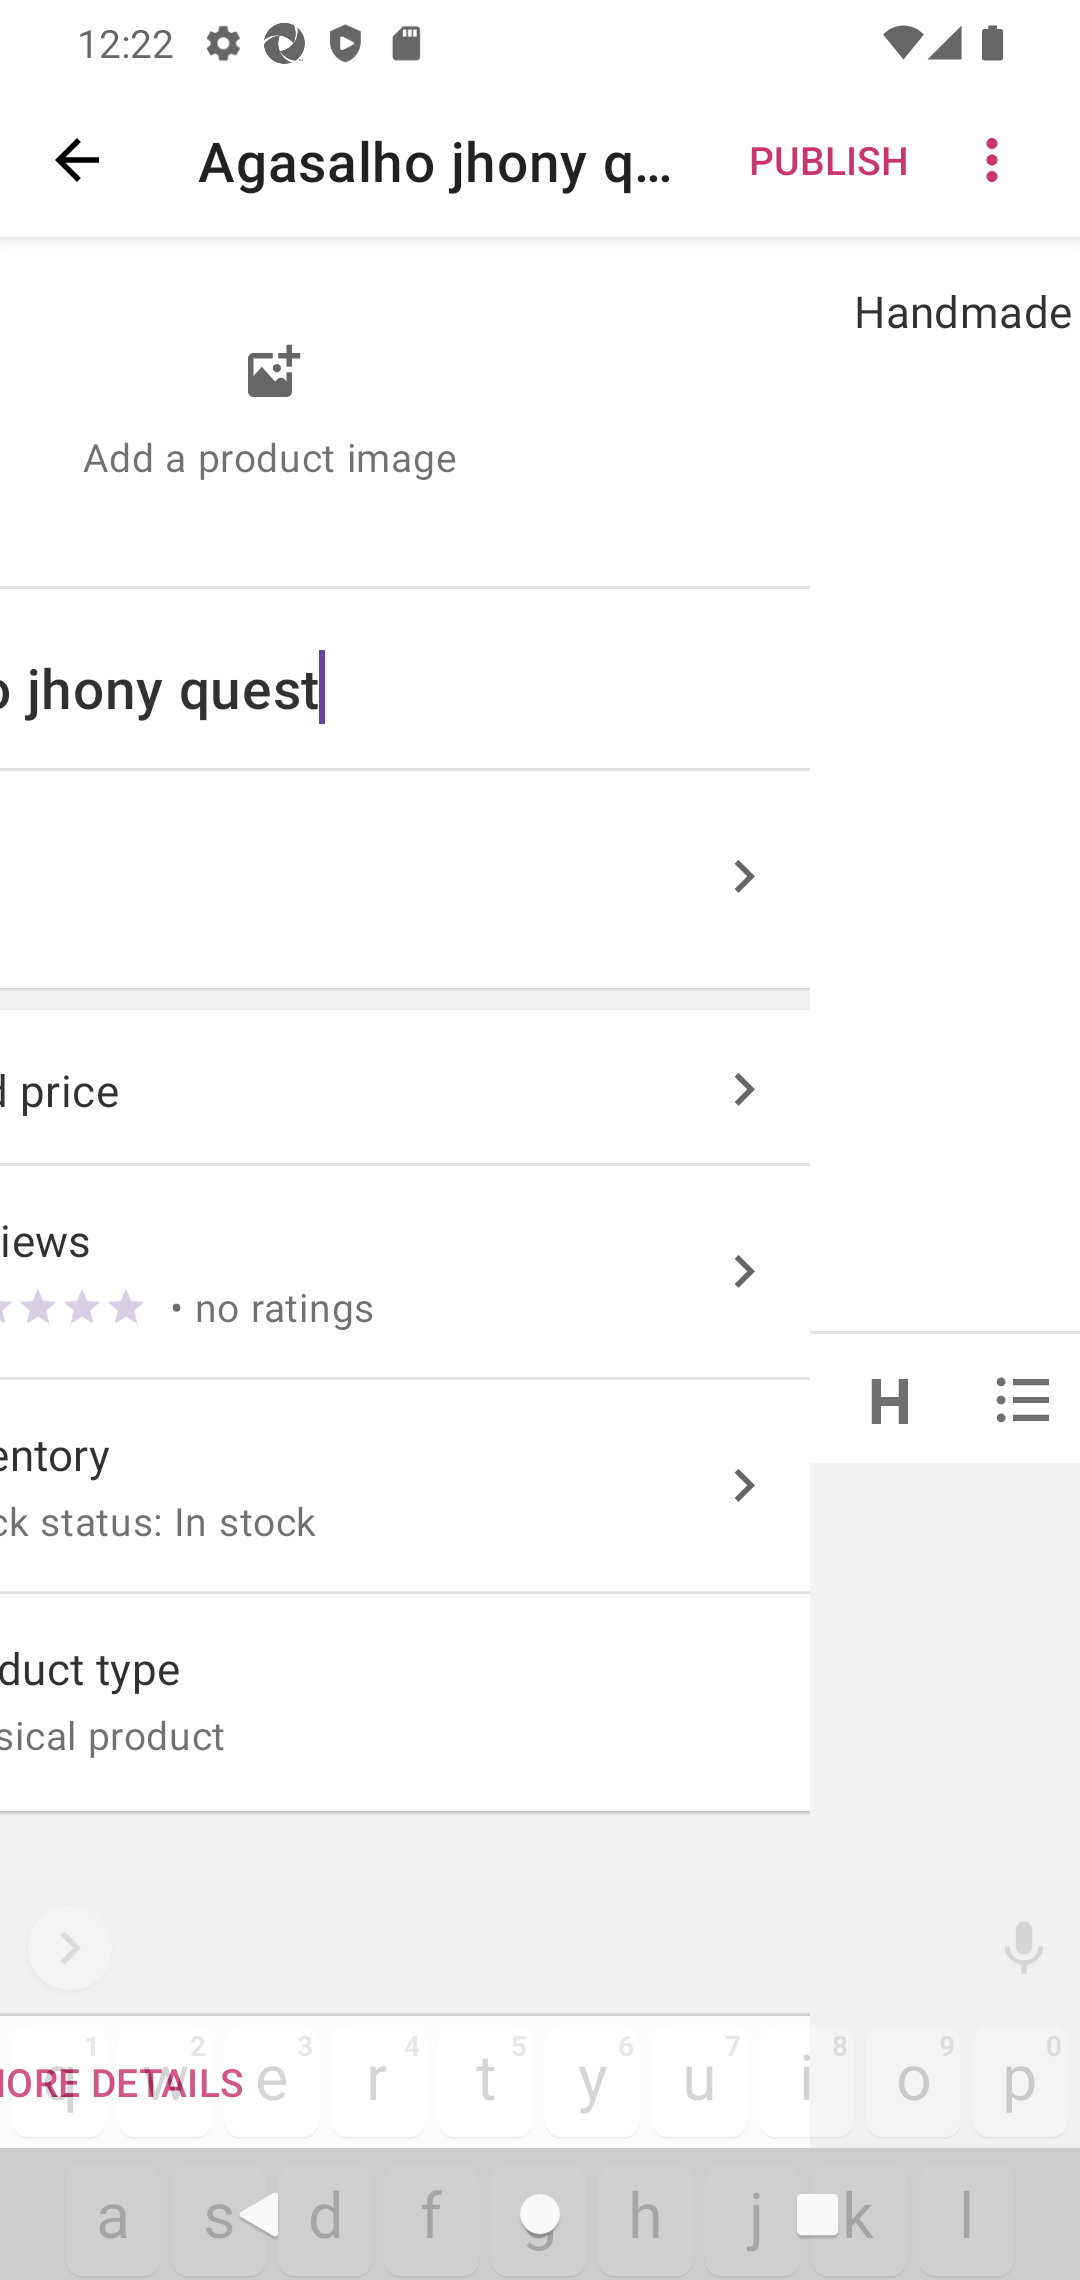 12:22
Agasalho jhony q...
PUBLISH
Handmade
Add a product image
o jhony quest
d price
iews
• no ratings
entory
ck status: In stock
duct type
sical product
H
1 2 3 4 5 6 7 8 9 0
q w e r t y u i o p
ORE DETAILS
a s d f g h j k l